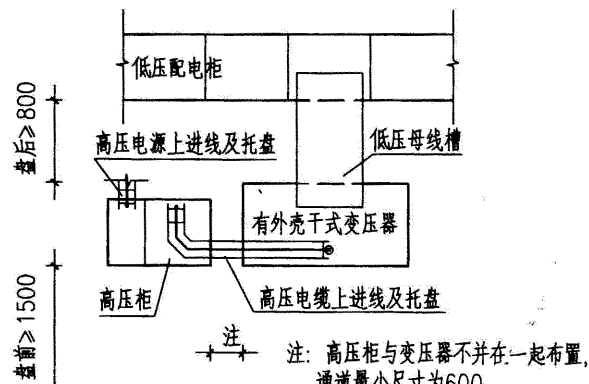 低压配电柜
盘后≥800
高压电源上进线及托盘
低压母线槽
有外壳干式变压器
高压柜
高压电缆上进线及托盘
盘前≥1500
注
注：高压柜与变压器不并在一起布置，
通道最小尺寸为600